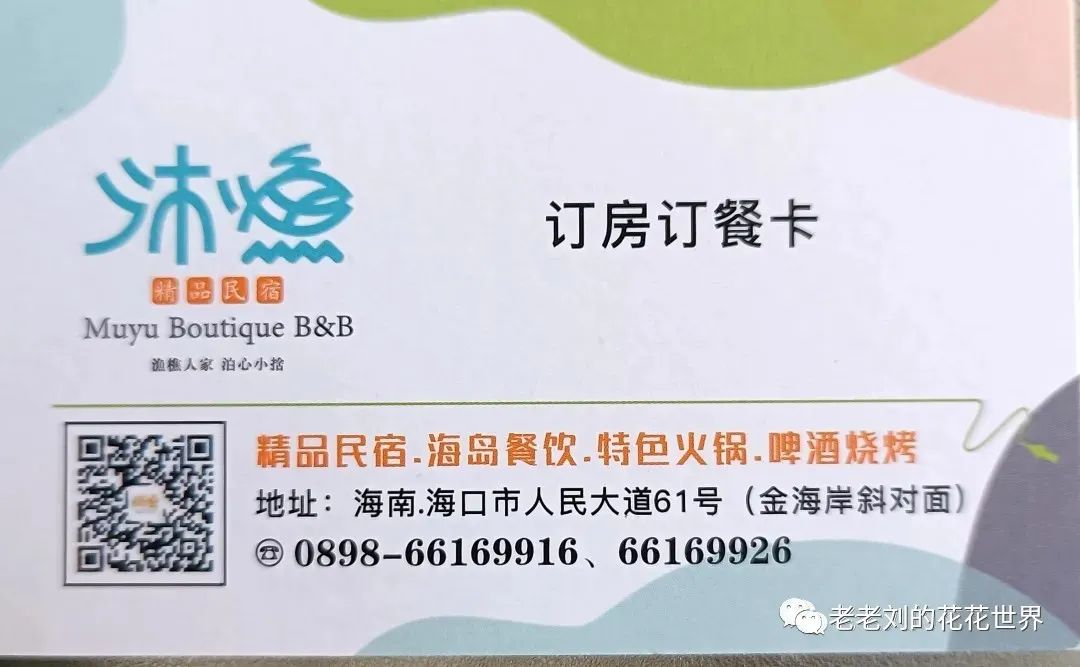 沐渔
订房订餐卡
精品民宿
Muyu Boutique B&B
渔樵人家 泊心小捨
精品民宿.海岛餐饮.特色火锅.啤酒烧烤
地址：海南.海口市人民大道61号（金海岸斜对面）
☎ 0898-66169916、66169926
老老刘的花花世界